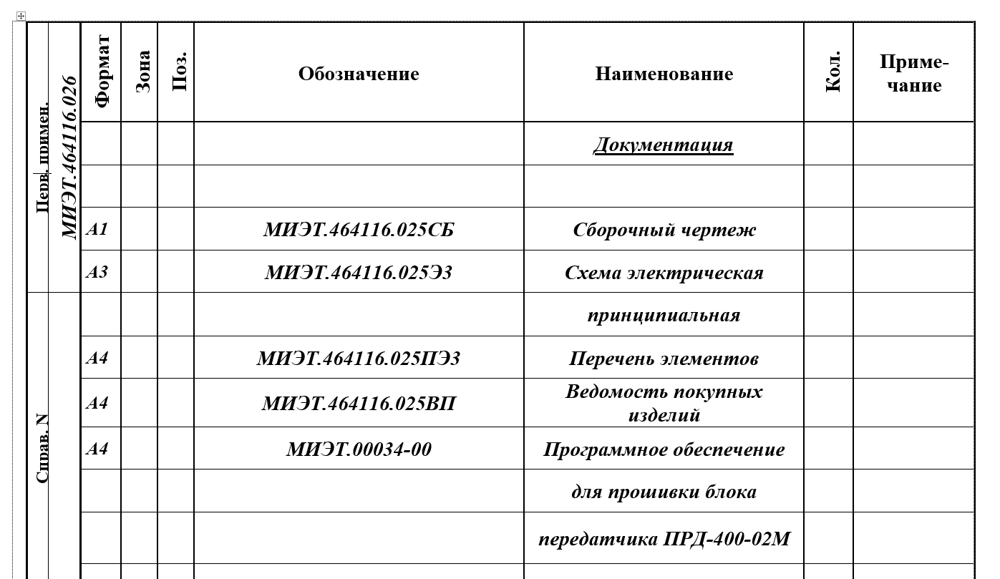 Перв. примен.
МИЭТ.464116.026
Справ. N
Формат
Зона
Поз.
Обозначение
Наименование
Кол.
Приме-
чание
Документация
А1
МИЭТ.464116.025СБ
Сборочный чертеж
А3
МИЭТ.464116.025Э3
Схема электрическая
принципиальная
А4
МИЭТ.464116.025ПЭ3
Перечень элементов
А4
МИЭТ.464116.025ВП
Ведомость покупных
изделий
А4
МИЭТ.00034-00
Программное обеспечение
для прошивки блока
передатчика ПРД-400-02М